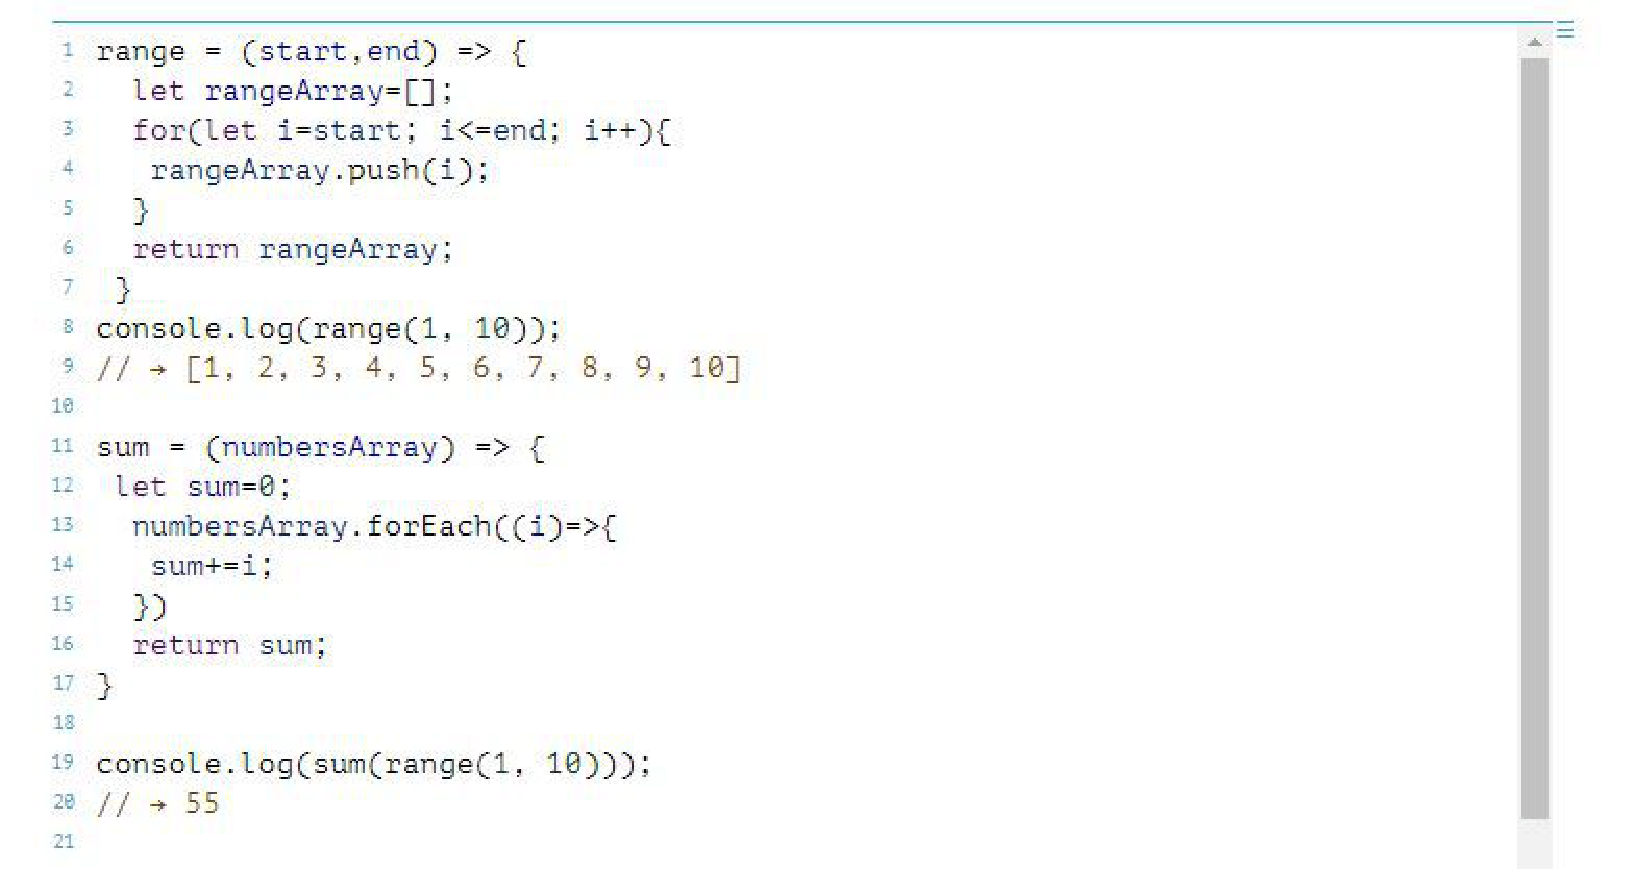 1 range = (start,end) => {
2   let rangeArray=[];
3   for(let i=start; i<=end; i++){
4    rangeArray.push(i);
5   }
6   return rangeArray;
7  }
8 console.log(range(1, 10));
9 // → [1, 2, 3, 4, 5, 6, 7, 8, 9, 10]
10
11 sum = (numbersArray) => {
12  let sum=0;
13   numbersArray.forEach((i)=>{
14    sum+=i;
15   })
16   return sum;
17 }
18
19 console.log(sum(range(1, 10)));
20 // → 55
21